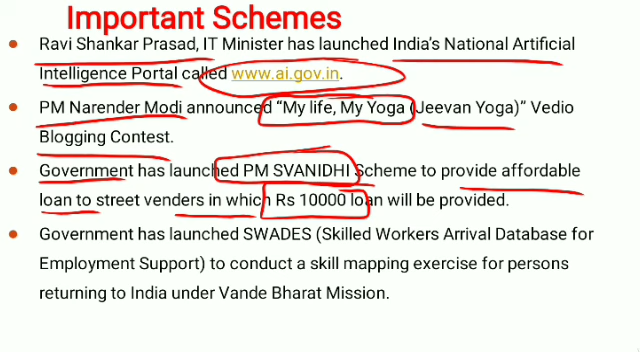 Important Schemes
• Ravi Shankar Prasad, IT Minister has launched India's National Artificial
Intelligence Portal called www.ai.gov.in.
• PM Narender Modi announced “My life, My Yoga (Jeevan Yoga)” Vedio
Blogging Contest.
• Government has launched PM SVANIDHI Scheme to provide affordable
loan to street venders in which Rs 10000 loan will be provided.
• Government has launched SWADES (Skilled Workers Arrival Database for
Employment Support) to conduct a skill mapping exercise for persons
returning to India under Vande Bharat Mission.